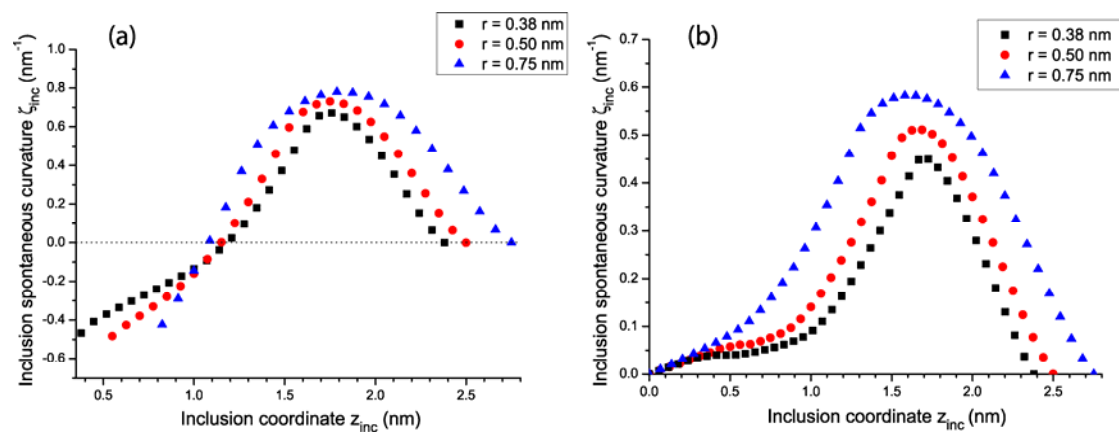 (a)
r = 0.38 nm
r = 0.50 nm
r = 0.75 nm
Inclusion spontaneous curvature ζinc (nm-1)
1.0
0.8
0.6
0.4
0.2
0.0
-0.2
-0.4
-0.6
0.5
1.0
1.5
2.0
2.5
Inclusion coordinate zinc (nm)
(b)
r = 0.38 nm
r = 0.50 nm
r = 0.75 nm
Inclusion spontaneous curvature ζinc (nm-1)
0.7
0.6
0.5
0.4
0.3
0.2
0.1
0.0
0.0
0.5
1.0
1.5
2.0
2.5
Inclusion coordinate zinc (nm)